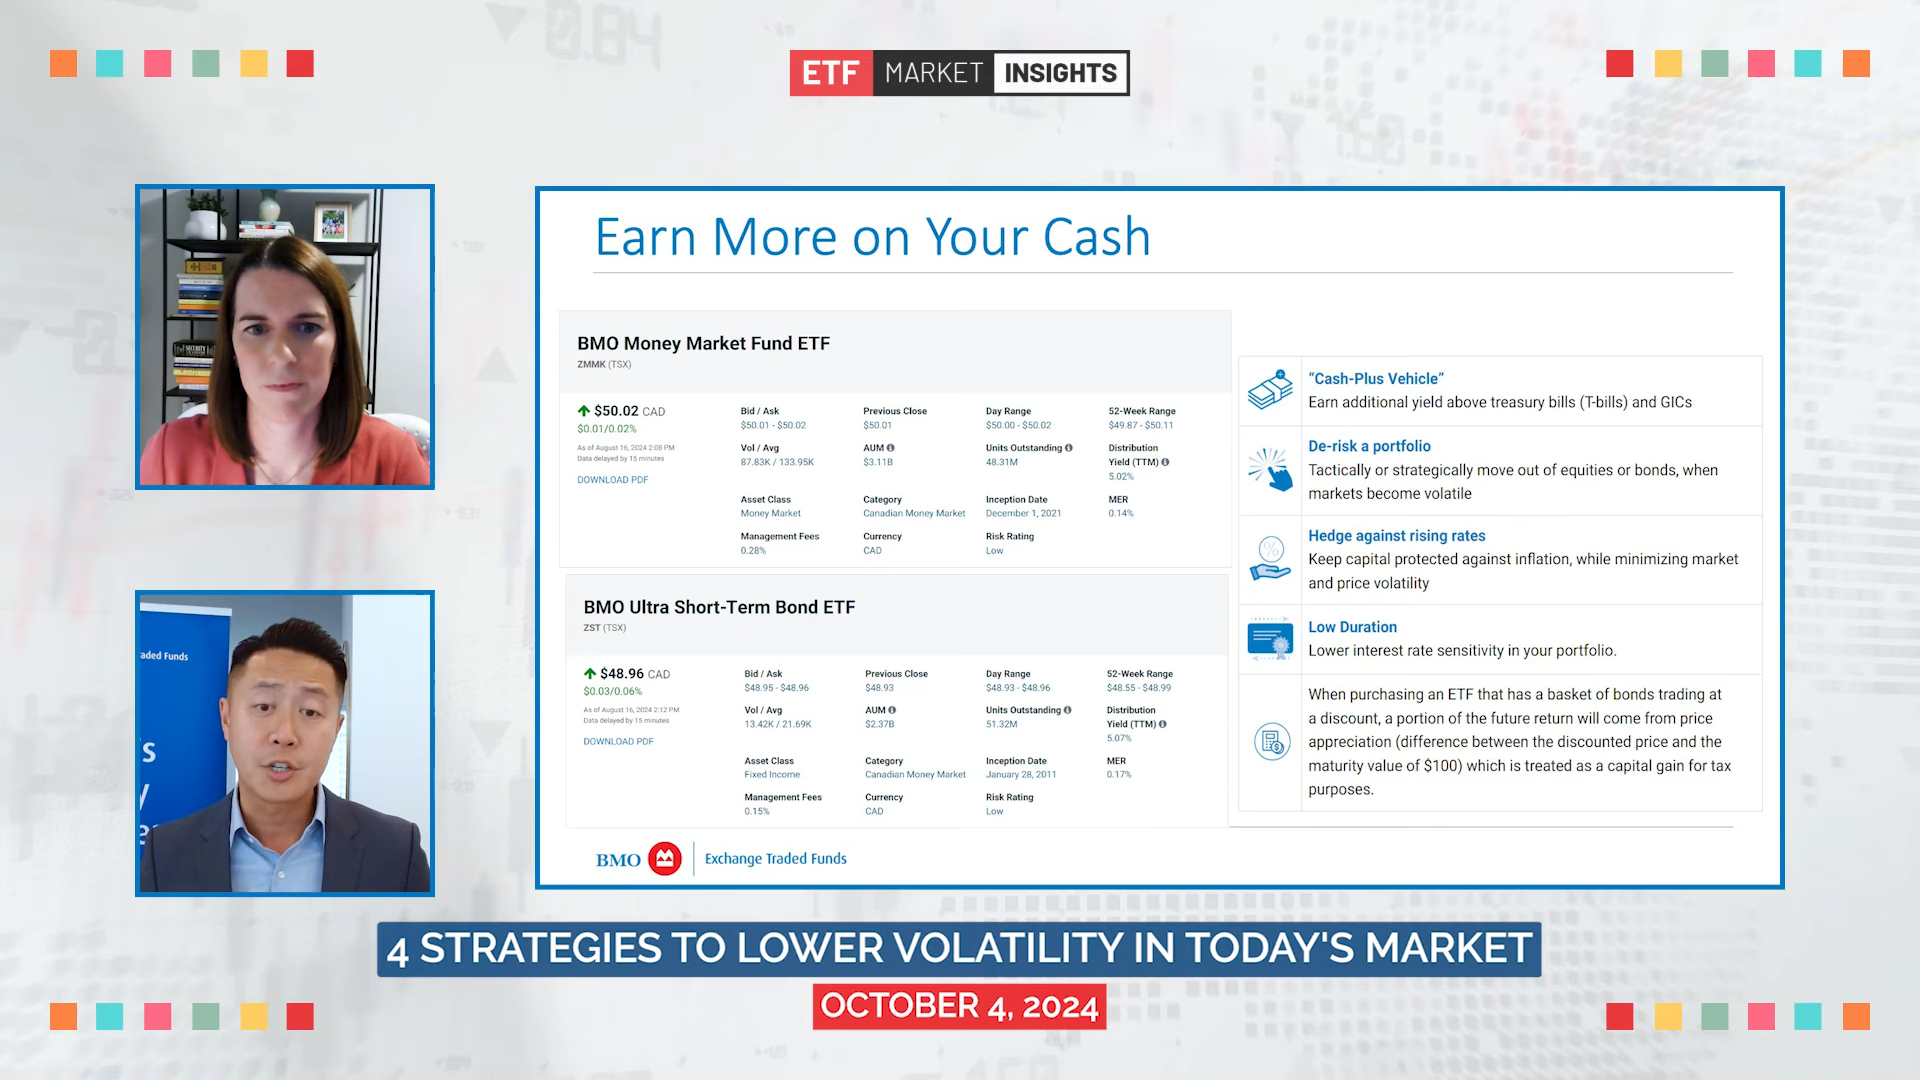 ETF MARKET INSIGHTS
Earn More on Your Cash
BMO Money Market Fund ETF
ZMMK (TSX)
$50.02 CAD
$0.01/0.02%
As of August 16, 2024 2:08 PM
Data delayed by 15 minutes
DOWNLOAD PDF
Bid / Ask
$50.01 - $50.02
Previous Close
$50.01
Day Range
$50.00 - $50.02
52-Week Range
$49.87 - $50.11
Vol / Avg
87.83K / 133.95K
AUM
$3.11B
Units Outstanding
48.31M
Distribution
Yield (TTM)
5.02%
Asset Class
Money Market
Category
Canadian Money Market
Inception Date
December 1, 2021
MER
0.14%
Management Fees
0.28%
Currency
CAD
Risk Rating
Low
BMO Ultra Short-Term Bond ETF
ZST (TSX)
$48.96 CAD
$0.03/0.06%
As of August 16, 2024 2:12 PM
Data delayed by 15 minutes
DOWNLOAD PDF
Bid / Ask
$48.95 - $48.96
Previous Close
$48.93
Day Range
$48.93 - $48.96
52-Week Range
$48.55 - $48.99
Vol / Avg
13.42K / 21.69K
AUM
$2.37B
Units Outstanding
51.32M
Distribution
Yield (TTM)
5.07%
Asset Class
Fixed Income
Category
Canadian Money Market
Inception Date
January 28, 2011
MER
0.17%
Management Fees
0.15%
Currency
CAD
Risk Rating
Low
“Cash-Plus Vehicle”
Earn additional yield above treasury bills (T-bills) and GICs
De-risk a portfolio
Tactically or strategically move out of equities or bonds, when
markets become volatile
Hedge against rising rates
Keep capital protected against inflation, while minimizing market
and price volatility
Low Duration
Lower interest rate sensitivity in your portfolio.
When purchasing an ETF that has a basket of bonds trading at
a discount, a portion of the future return will come from price
appreciation (difference between the discounted price and the
maturity value of $100) which is treated as a capital gain for tax
purposes.
BMO Exchange Traded Funds
aded Funds
4 STRATEGIES TO LOWER VOLATILITY IN TODAY'S MARKET
OCTOBER 4, 2024